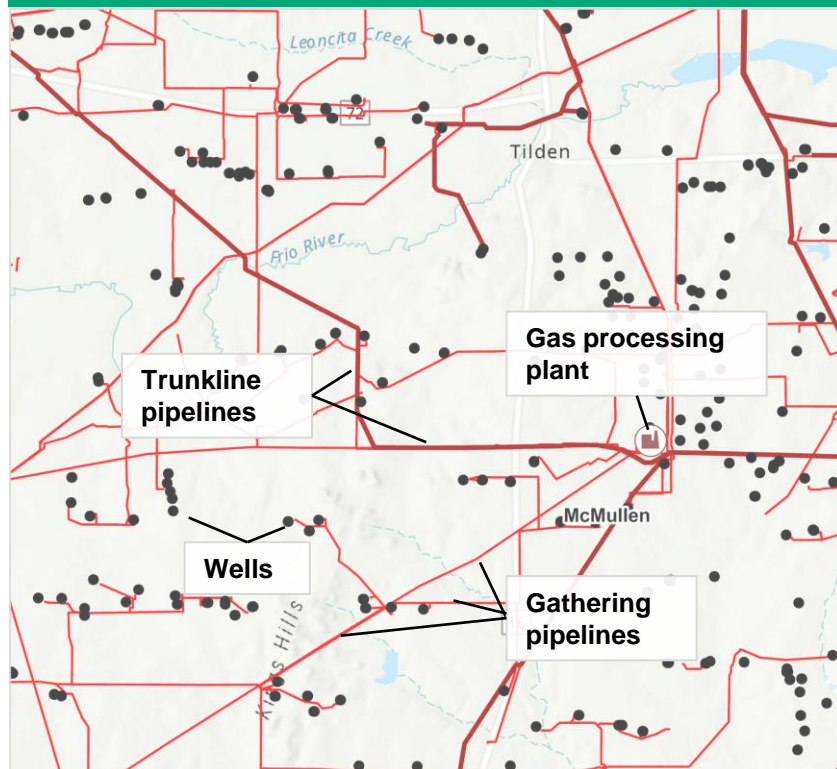 Leoncita Creek
72
Tilden
Frio River
Gas processing
plant
Trunkline
pipelines
McMullen
Wells
Gathering
pipelines